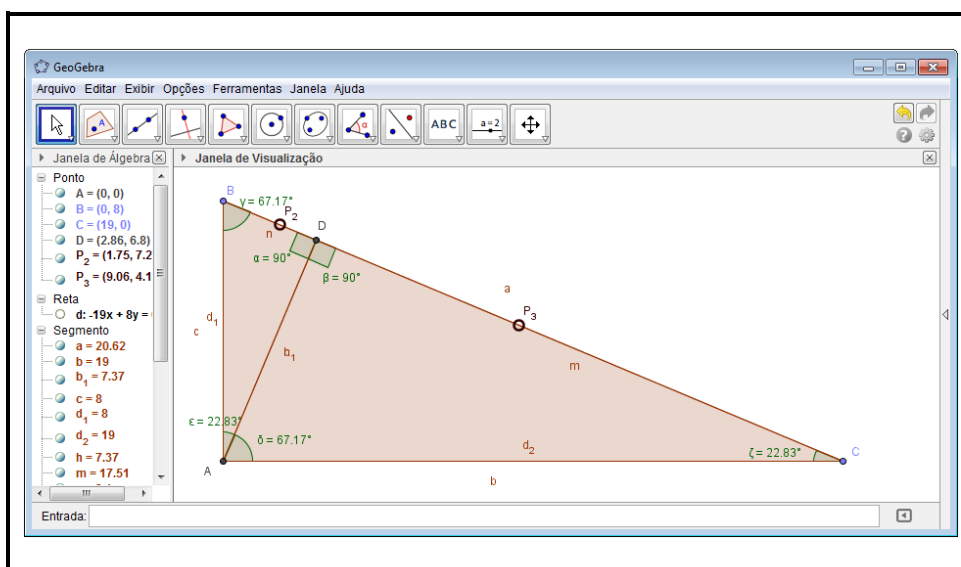 GeoGebra
Arquivo Editar Exibir Opções Ferramentas Janela Ajuda
A
ABC
a=2
Janela de Álgebra
Janela de Visualização
Ponto
A = (0, 0)
B = (0, 8)
C = (19, 0)
D = (2.86, 6.8)
P2 = (1.75, 7.2
P3 = (9.06, 4.1
Reta
d: -19x + 8y =
Segmento
a = 20.62
b = 19
b1 = 7.37
c = 8
d1 = 8
d2 = 19
h = 7.37
m = 17.51
B
γ = 67.17°
P2
n
D
α = 90°
β = 90°
a
P3
d1
c
b1
m
ε = 22.83°
δ = 67.17°
d2
ζ = 22.83°
C
A
b
Entrada: